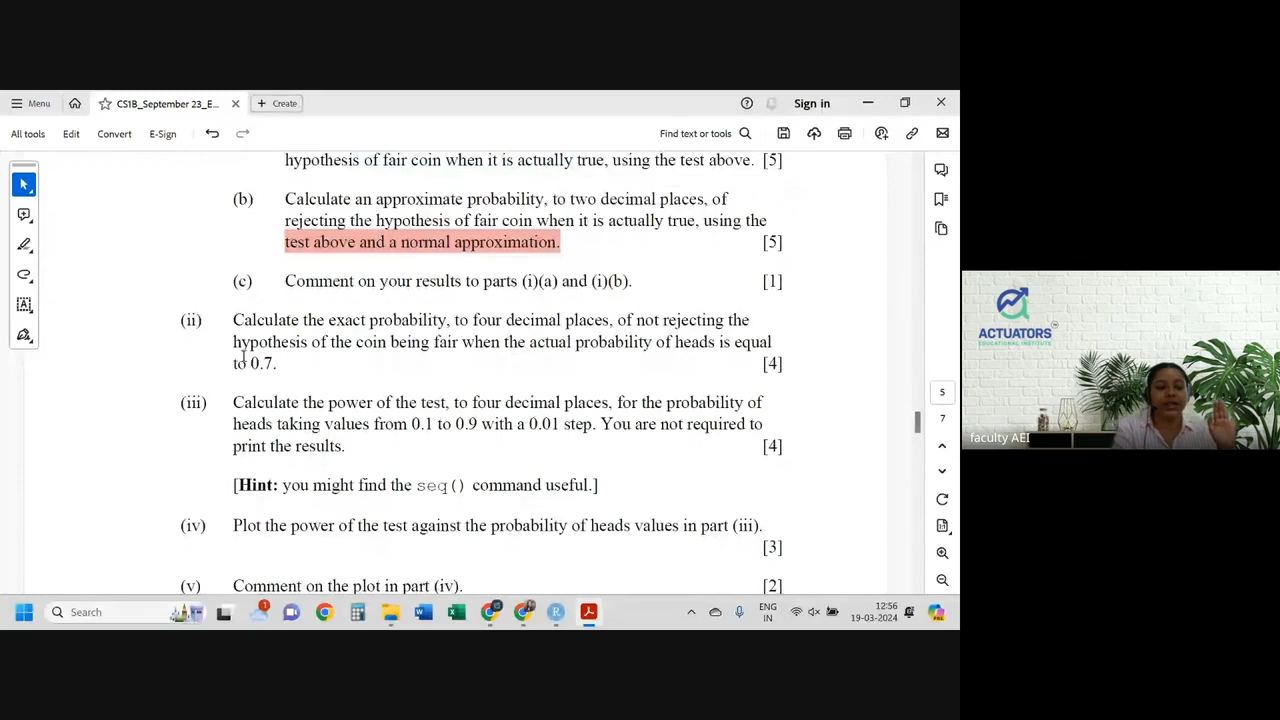 Menu
CS1B_September 23_E...
Create
Sign in
All tools
Edit
Convert
E-Sign
Find text or tools
hypothesis of fair coin when it is actually true, using the test above. [5]
(b) Calculate an approximate probability, to two decimal places, of
rejecting the hypothesis of fair coin when it is actually true, using the
test above and a normal approximation. [5]
(c) Comment on your results to parts (i)(a) and (i)(b). [1]
(ii) Calculate the exact probability, to four decimal places, of not rejecting the
hypothesis of the coin being fair when the actual probability of heads is equal
to 0.7. [4]
(iii) Calculate the power of the test, to four decimal places, for the probability of
heads taking values from 0.1 to 0.9 with a 0.01 step. You are not required to
print the results. [4]
[Hint: you might find the seq() command useful.]
(iv) Plot the power of the test against the probability of heads values in part (iii).
[3]
(v) Comment on the plot in part (iv). [2]
5
7
ACTUATORS
EDUCATIONAL INSTITUTE
faculty AEI
Search
1
ENG
IN
12:56
19-03-2024